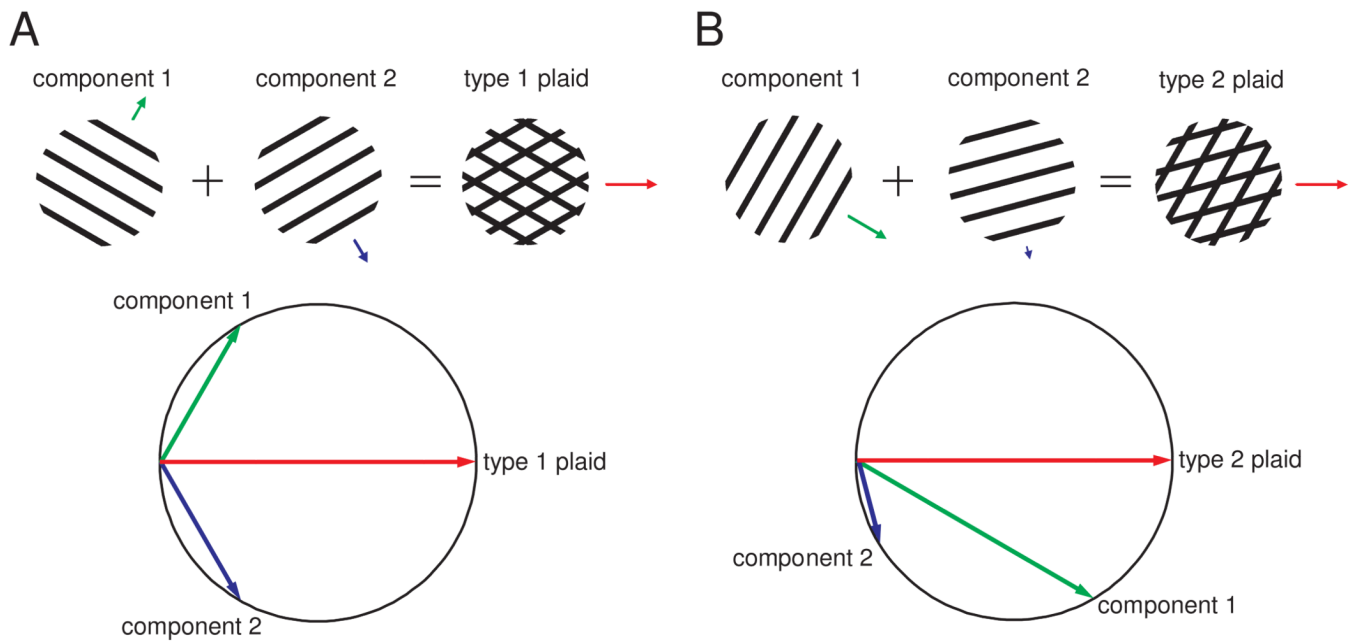 A
B
component 1
component 2
type 1 plaid
component 1
component 2
type 2 plaid
+
=
+
=
component 1
type 1 plaid
component 2
type 2 plaid
component 2
component 1